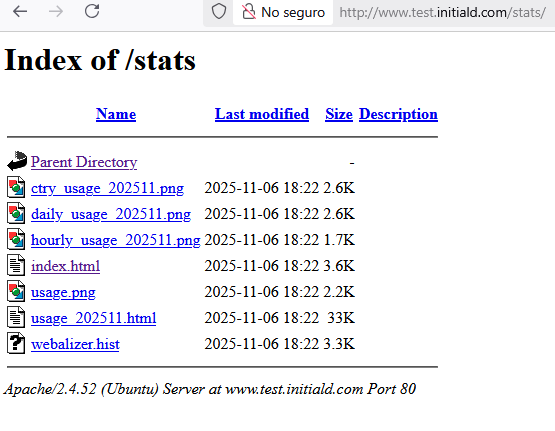 No seguro
http://www.test.initiald.com/stats/
Index of /stats
Name Last modified Size Description
Parent Directory -
ctry_usage_202511.png 2025-11-06 18:22 2.6K
daily_usage_202511.png 2025-11-06 18:22 2.6K
hourly_usage_202511.png 2025-11-06 18:22 1.7K
index.html 2025-11-06 18:22 3.6K
usage.png 2025-11-06 18:22 2.2K
usage_202511.html 2025-11-06 18:22 33K
webalizer.hist 2025-11-06 18:22 3.3K
Apache/2.4.52 (Ubuntu) Server at www.test.initiald.com Port 80